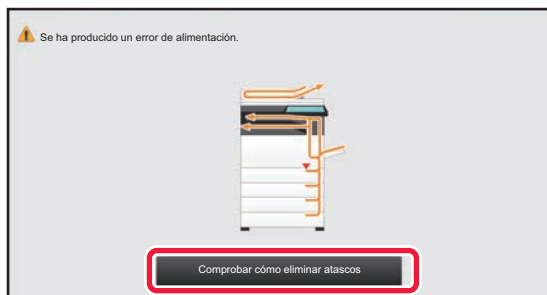 Se ha producido un error de alimentación.
Comprobar cómo eliminar atascos